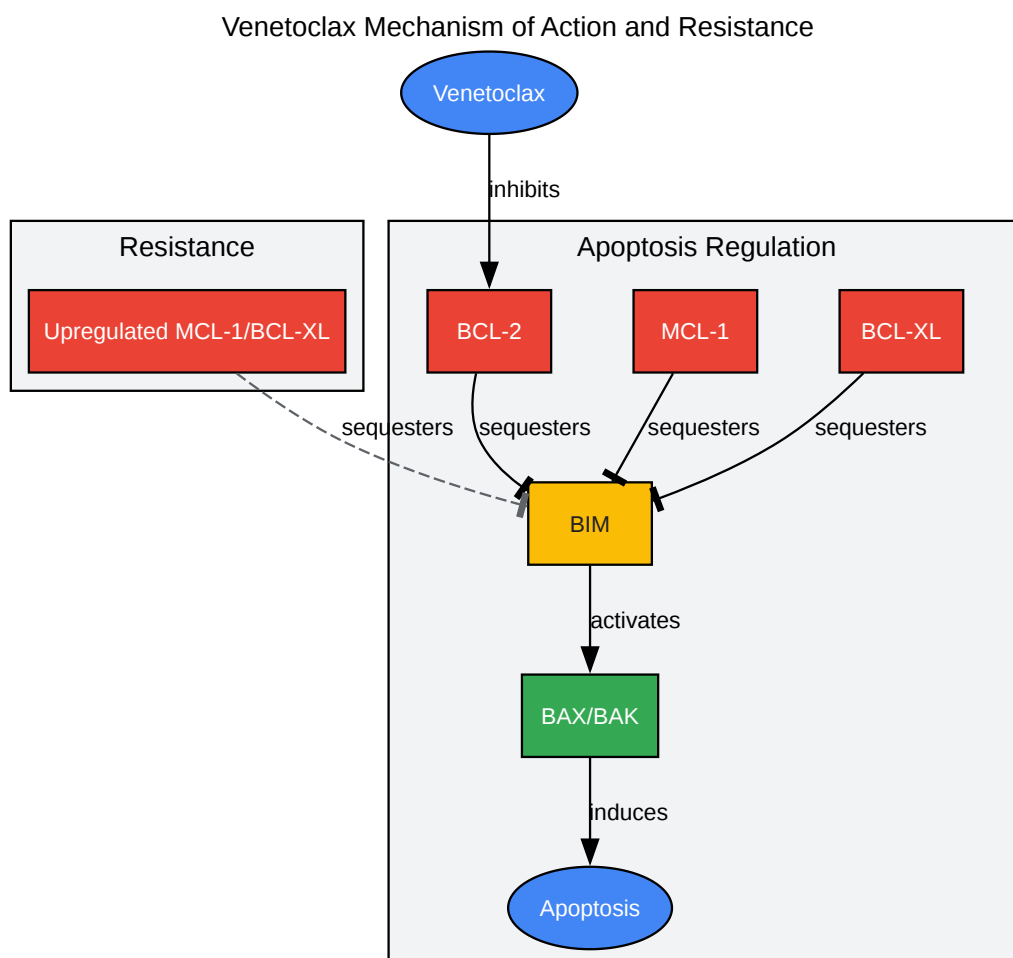 Venetoclax Mechanism of Action and Resistance
Venetoclax
inhibits
Resistance
Apoptosis Regulation
Upregulated MCL-1/BCL-XL
BCL-2
MCL-1
BCL-XL
sequesters
sequesters
sequesters
sequesters
BIM
activates
BAX/BAK
induces
Apoptosis